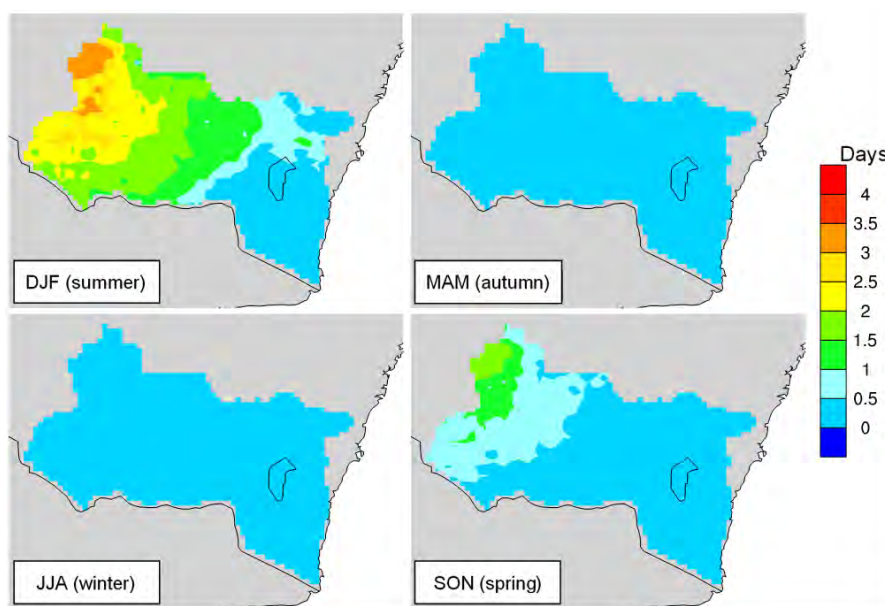 DJF (summer)
MAM (autumn)
Days
4
3.5
3
2.5
2
1.5
1
0.5
0
JJA (winter)
SON (spring)